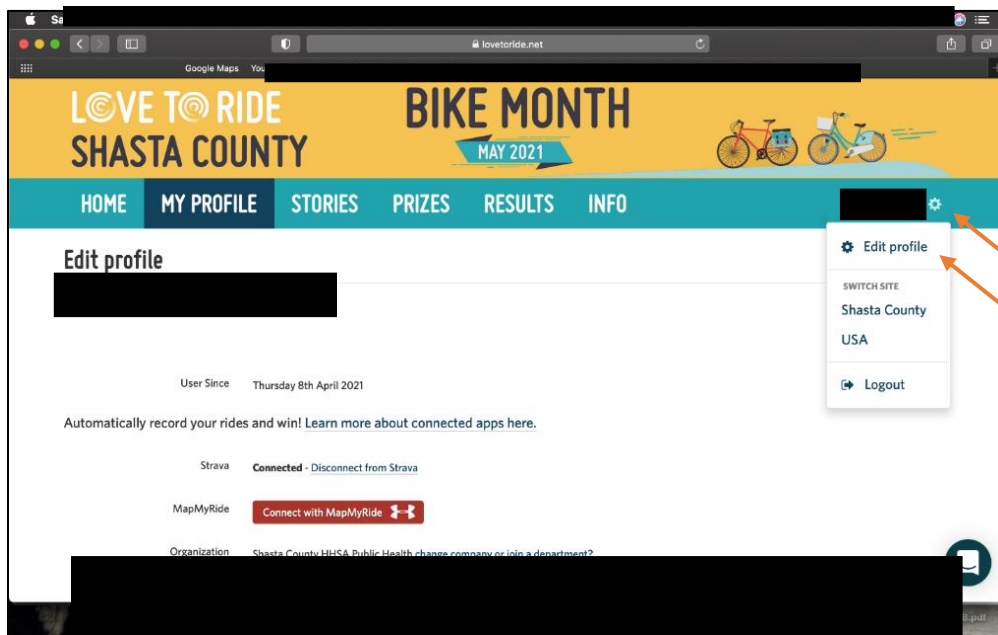 Sa
lovetoride.net
Google Maps You
LOVE TO RIDE
SHASTA COUNTY
BIKE MONTH
MAY 2021
HOME MY PROFILE STORIES PRIZES RESULTS INFO
Edit profile
Edit profile
SWITCH SITE
Shasta County
USA
Logout
User Since Thursday 8th April 2021
Automatically record your rides and win! Learn more about connected apps here.
Strava Connected - Disconnect from Strava
MapMyRide Connect with MapMyRide
Organization Shasta County HHSA Public Health change company or join a department?
B.pdf